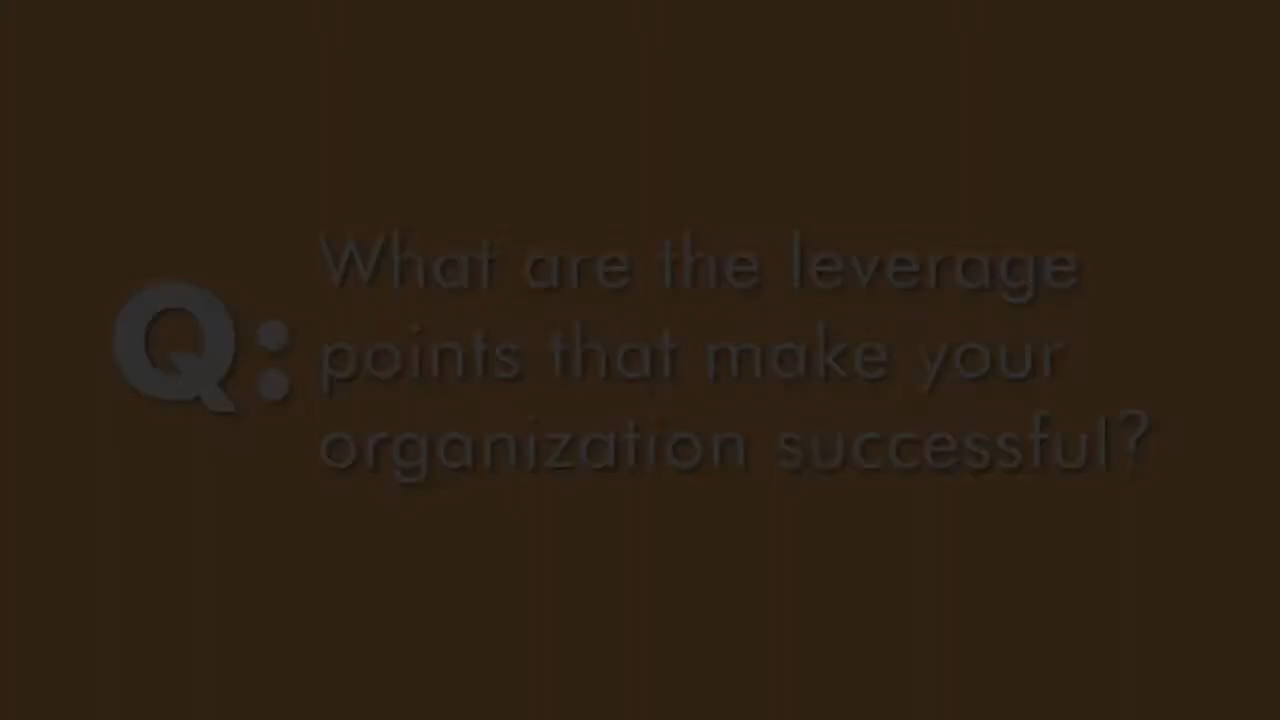 Q: What are the leverage
points that make your
organization successful?